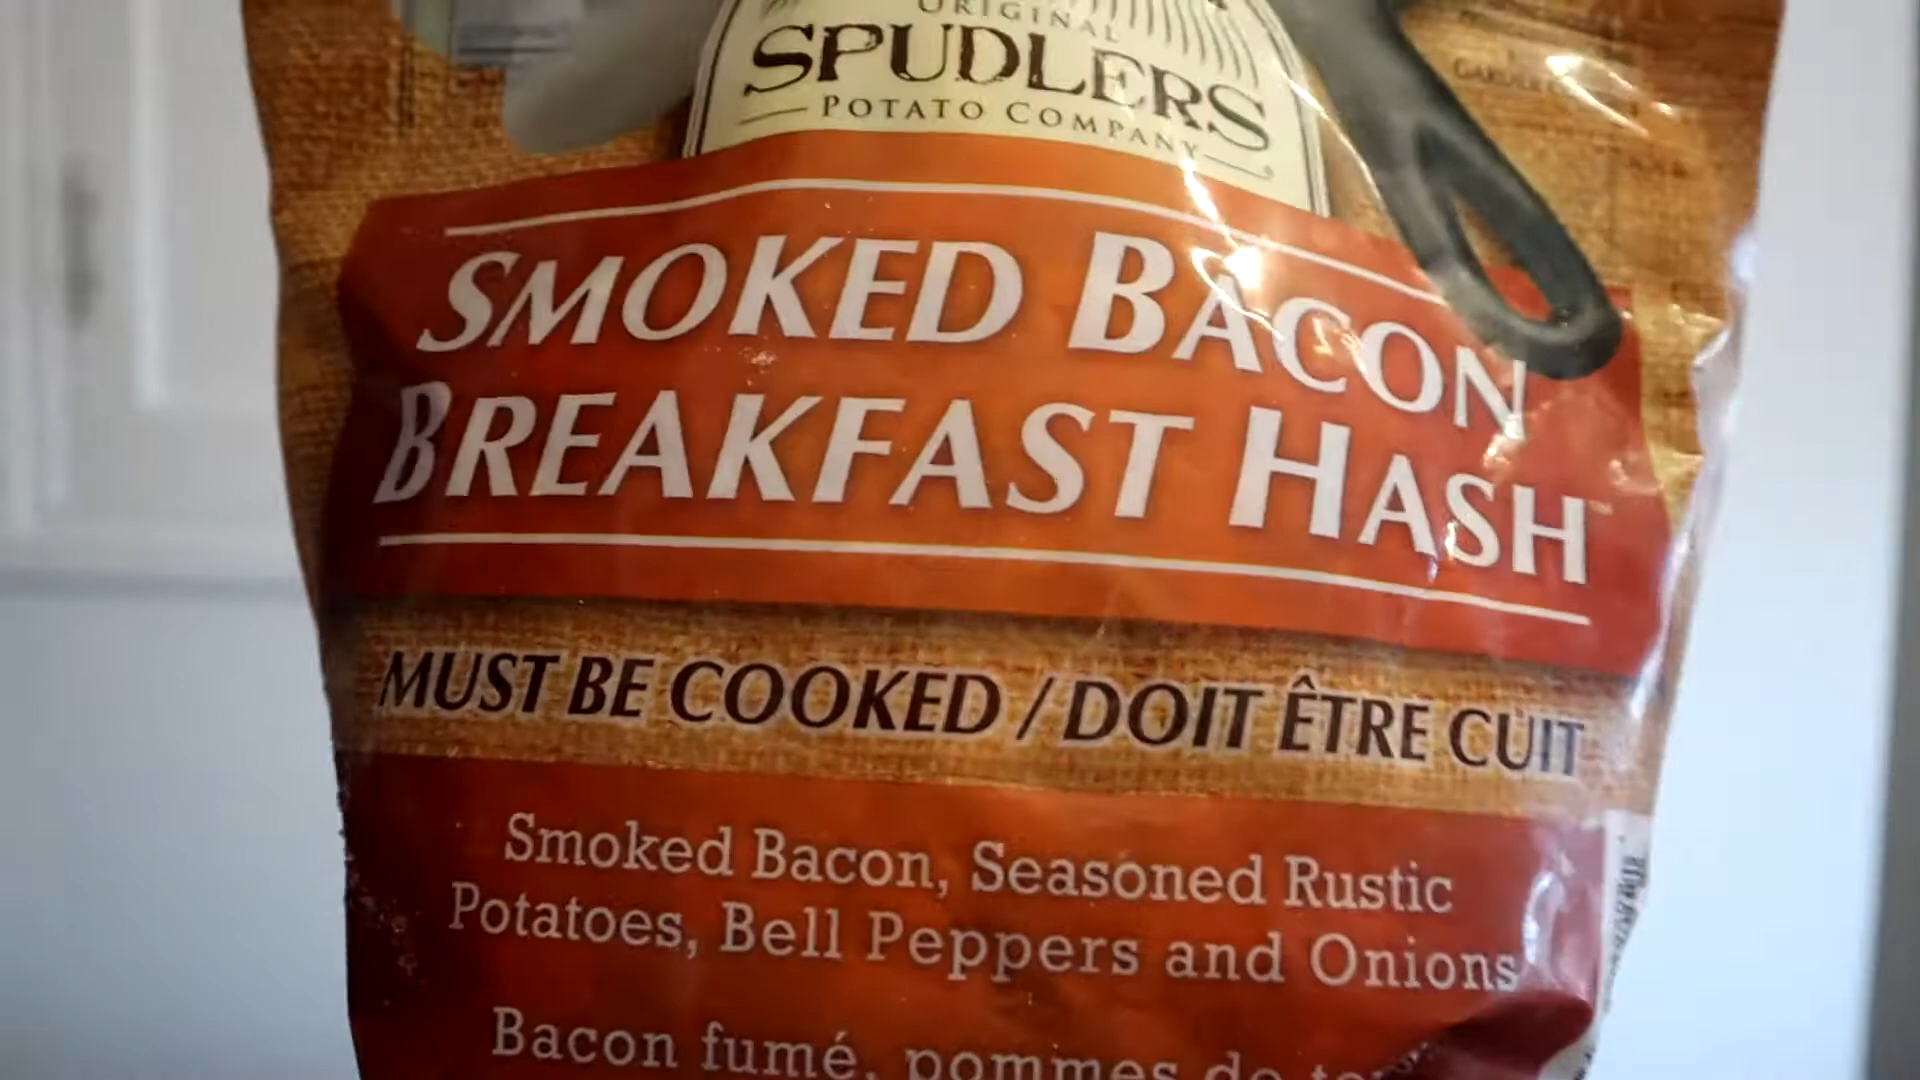 ORIGINAL
SPUDLERS
POTATO COMPANY
SMOKED BACON
BREAKFAST HASH
MUST BE COOKED / DOIT ÊTRE CUIT
Smoked Bacon, Seasoned Rustic
Potatoes, Bell Peppers and Onions
Bacon fumé, pommes de